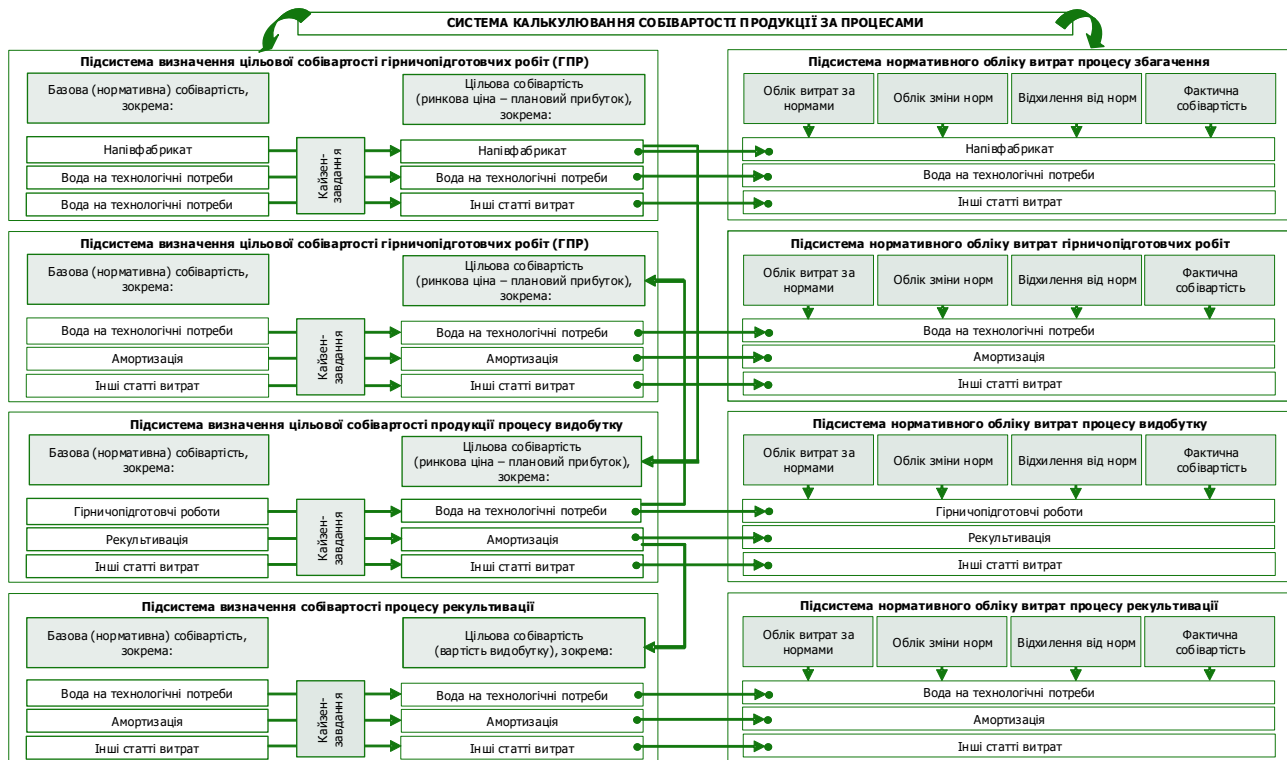 СИСТЕМА КАЛЬКУЛЮВАННЯ СОБІВАРТОСТІ ПРОДУКЦІЇ ЗА ПРОЦЕСАМИ
Підсистема визначення цільової собівартості гірничопідготовчих робіт (ГПР)
Базова (нормативна) собівартість,
зокрема:
Цільова собівартість
(ринкова ціна – плановий прибуток),
зокрема:
Напівфабрикат
Вода на технологічні потреби
Вода на технологічні потреби
Кайзен-
завдання
Напівфабрикат
Вода на технологічні потреби
Інші статті витрат
Підсистема нормативного обліку витрат процесу збагачення
Облік витрат за
нормами
Облік зміни норм
Відхилення від норм
Фактична
собівартість
Напівфабрикат
Вода на технологічні потреби
Інші статті витрат
Підсистема визначення цільової собівартості гірничопідготовчих робіт (ГПР)
Базова (нормативна) собівартість,
зокрема:
Цільова собівартість
(ринкова ціна – плановий прибуток),
зокрема:
Вода на технологічні потреби
Амортизація
Інші статті витрат
Кайзен-
завдання
Вода на технологічні потреби
Амортизація
Інші статті витрат
Підсистема нормативного обліку витрат гірничопідготовчих робіт
Облік витрат за
нормами
Облік зміни норм
Відхилення від норм
Фактична
собівартість
Вода на технологічні потреби
Амортизація
Інші статті витрат
Підсистема визначення цільової собівартості продукції процесу видобутку
Базова (нормативна) собівартість,
зокрема:
Цільова собівартість
(ринкова ціна – плановий прибуток),
зокрема:
Гірничопідготовчі роботи
Рекультивація
Інші статті витрат
Кайзен-
завдання
Вода на технологічні потреби
Амортизація
Інші статті витрат
Підсистема нормативного обліку витрат процесу видобутку
Облік витрат за
нормами
Облік зміни норм
Відхилення від норм
Фактична
собівартість
Гірничопідготовчі роботи
Рекультивація
Інші статті витрат
Підсистема визначення собівартості процесу рекультивації
Базова (нормативна) собівартість,
зокрема:
Цільова собівартість
(вартість видобутку), зокрема:
Вода на технологічні потреби
Амортизація
Інші статті витрат
Кайзен-
завдання
Вода на технологічні потреби
Амортизація
Інші статті витрат
Підсистема нормативного обліку витрат процесу рекультивації
Облік витрат за
нормами
Облік зміни норм
Відхилення від норм
Фактична
собівартість
Вода на технологічні потреби
Амортизація
Інші статті витрат